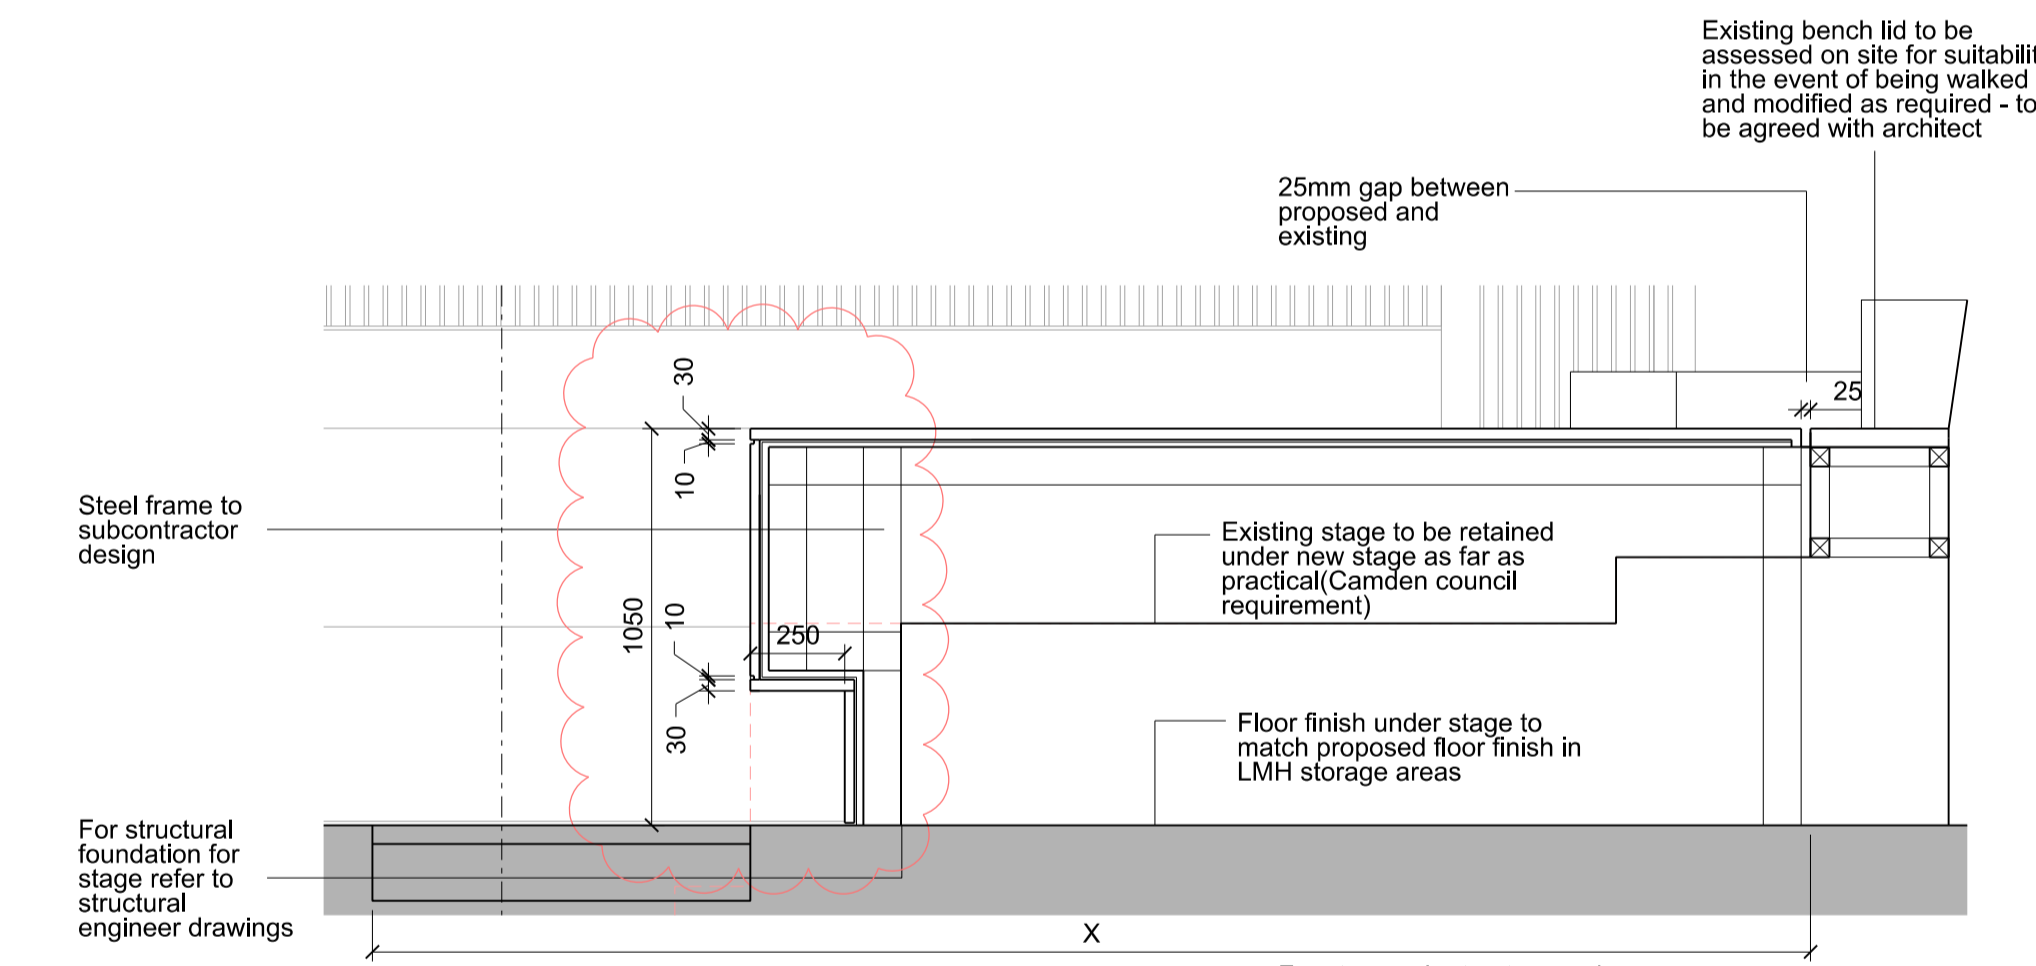 Existing bench lid to be
assessed on site for suitabilit
in the event of being walked
and modified as required - to
be agreed with architect
25mm gap between
proposed and
existing
30
25
10
Steel frame to
subcontractor
design
Existing stage to be retained
under new stage as far as
practical(Camden council
requirement)
1050
10
250
30
Floor finish under stage to
match proposed floor finish in
LMH storage areas
For structural
foundation for
stage refer to
structural
engineer drawings
X